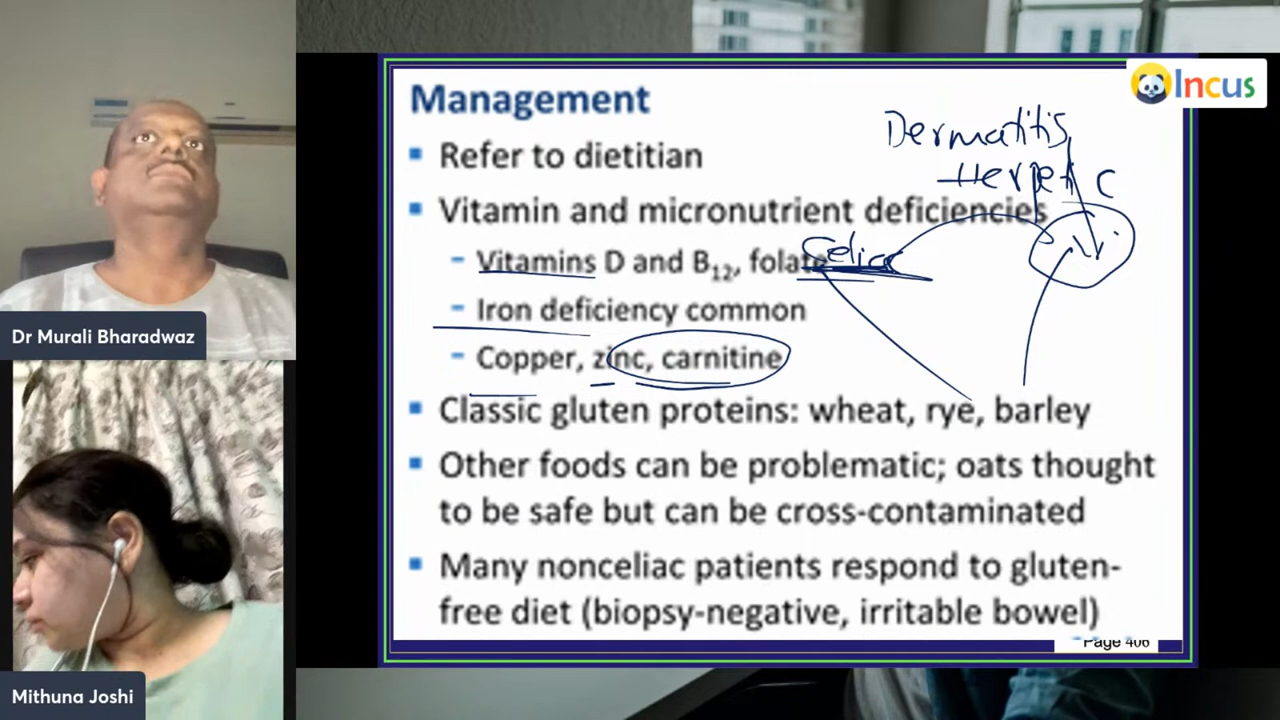 Incus
Management
Dermatitis
Herpetic
Refer to dietitian
Vitamin and micronutrient deficiencies
Vitamins D and B12, folate
Celiac
Iron deficiency common
Copper, zinc, carnitine
Classic gluten proteins: wheat, rye, barley
Other foods can be problematic; oats thought
to be safe but can be cross-contaminated
Many nonceliac patients respond to gluten-
free diet (biopsy-negative, irritable bowel)
Page 406
Dr Murali Bharadwaz
Mithuna Joshi